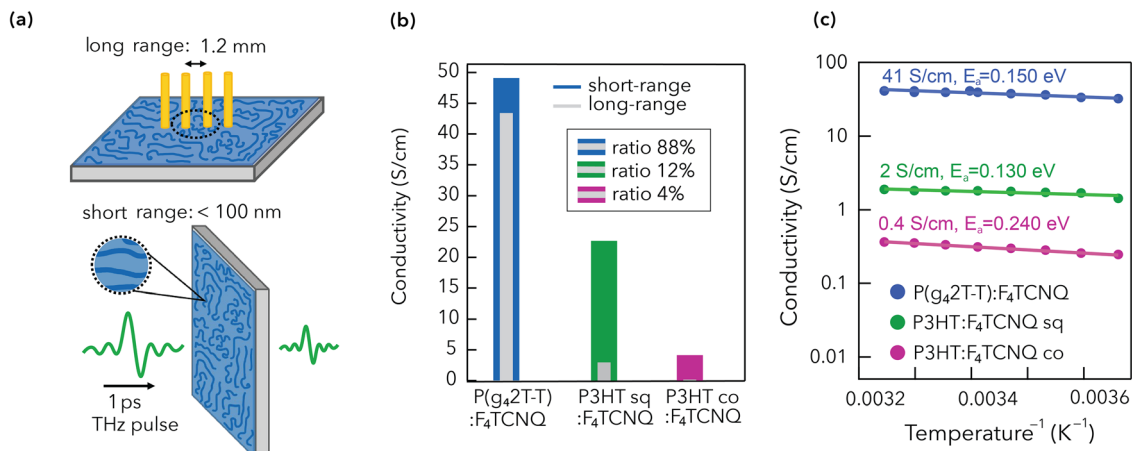 (a)
long range: 1.2 mm
short range: < 100 nm
1 ps
THz pulse
(b)
Conductivity (S/cm)
50
45
40
35
30
25
20
15
10
5
0
short-range
long-range
ratio 88%
ratio 12%
ratio 4%
P(g₄2T-T)
:F₄TCNQ
P3HT sq
:F₄TCNQ
P3HT co
:F₄TCNQ
(c)
Conductivity (S/cm)
100
10
1
0.1
0.01
41 S/cm, Eₐ=0.150 eV
2 S/cm, Eₐ=0.130 eV
0.4 S/cm, Eₐ=0.240 eV
P(g₄2T-T):F₄TCNQ
P3HT:F₄TCNQ sq
P3HT:F₄TCNQ co
0.0032 0.0034 0.0036
Temperature⁻¹ (K⁻¹)